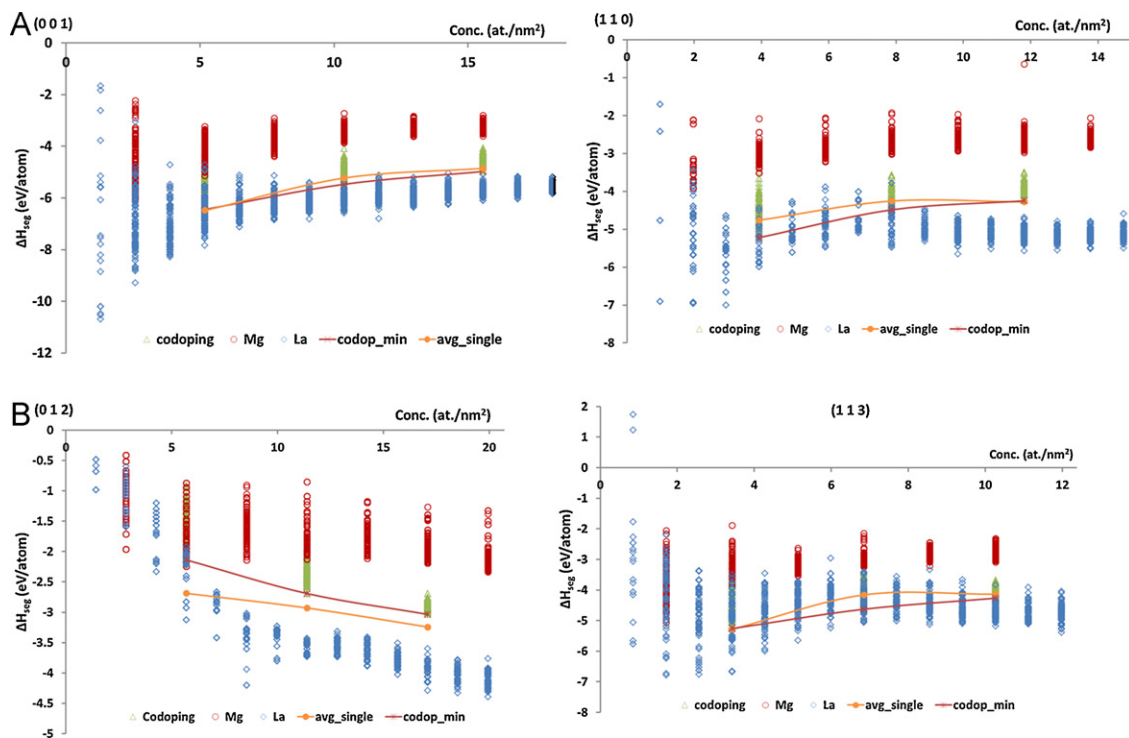 A (0 0 1) Conc. (at./nm²)
0
0 5 10 15
-2
-4
-6
-8
-10
-12
ΔHseg (eV/atom)
codoping Mg La codop_min avg_single
(1 1 0) Conc. (at./nm²)
0
0 2 4 6 8 10 12 14
-1
-2
-3
-4
-5
-6
-7
-8
ΔHseg (eV/atom)
codoping Mg La avg_single codop_min
B (0 1 2) Conc. (at./nm²)
0
0 5 10 15 20
-0.5
-1
-1.5
-2
-2.5
-3
-3.5
-4
-4.5
-5
ΔHseg (eV/atom)
Codoping Mg La avg_single codop_min
(1 1 3)
Conc. (at./nm²)
2
1
0
0 2 4 6 8 10 12
-1
-2
-3
-4
-5
-6
-7
-8
ΔHseg (eV/atom)
codoping Mg La avg_single codop_min